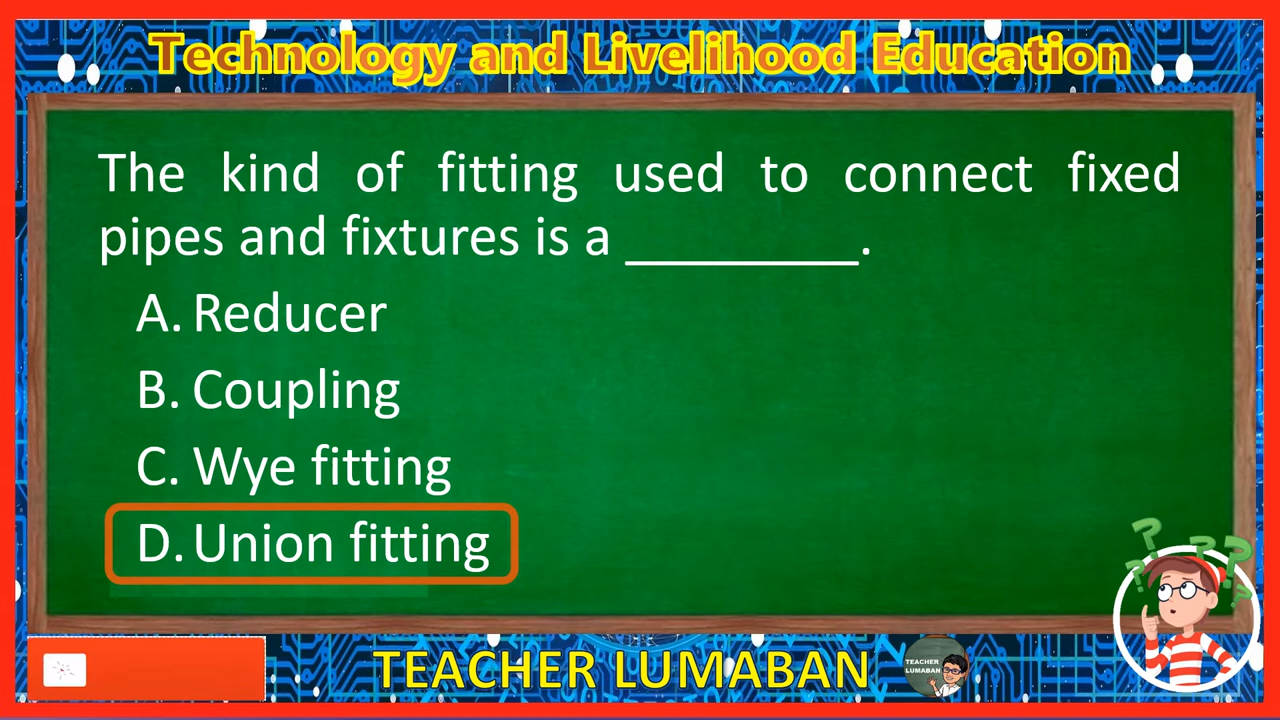 Technology and Livelihood Education
The kind of fitting used to connect fixed
pipes and fixtures is a _________.
A. Reducer
B. Coupling
C. Wye fitting
D. Union fitting
TEACHER LUMABAN
TEACHER
LUMABAN